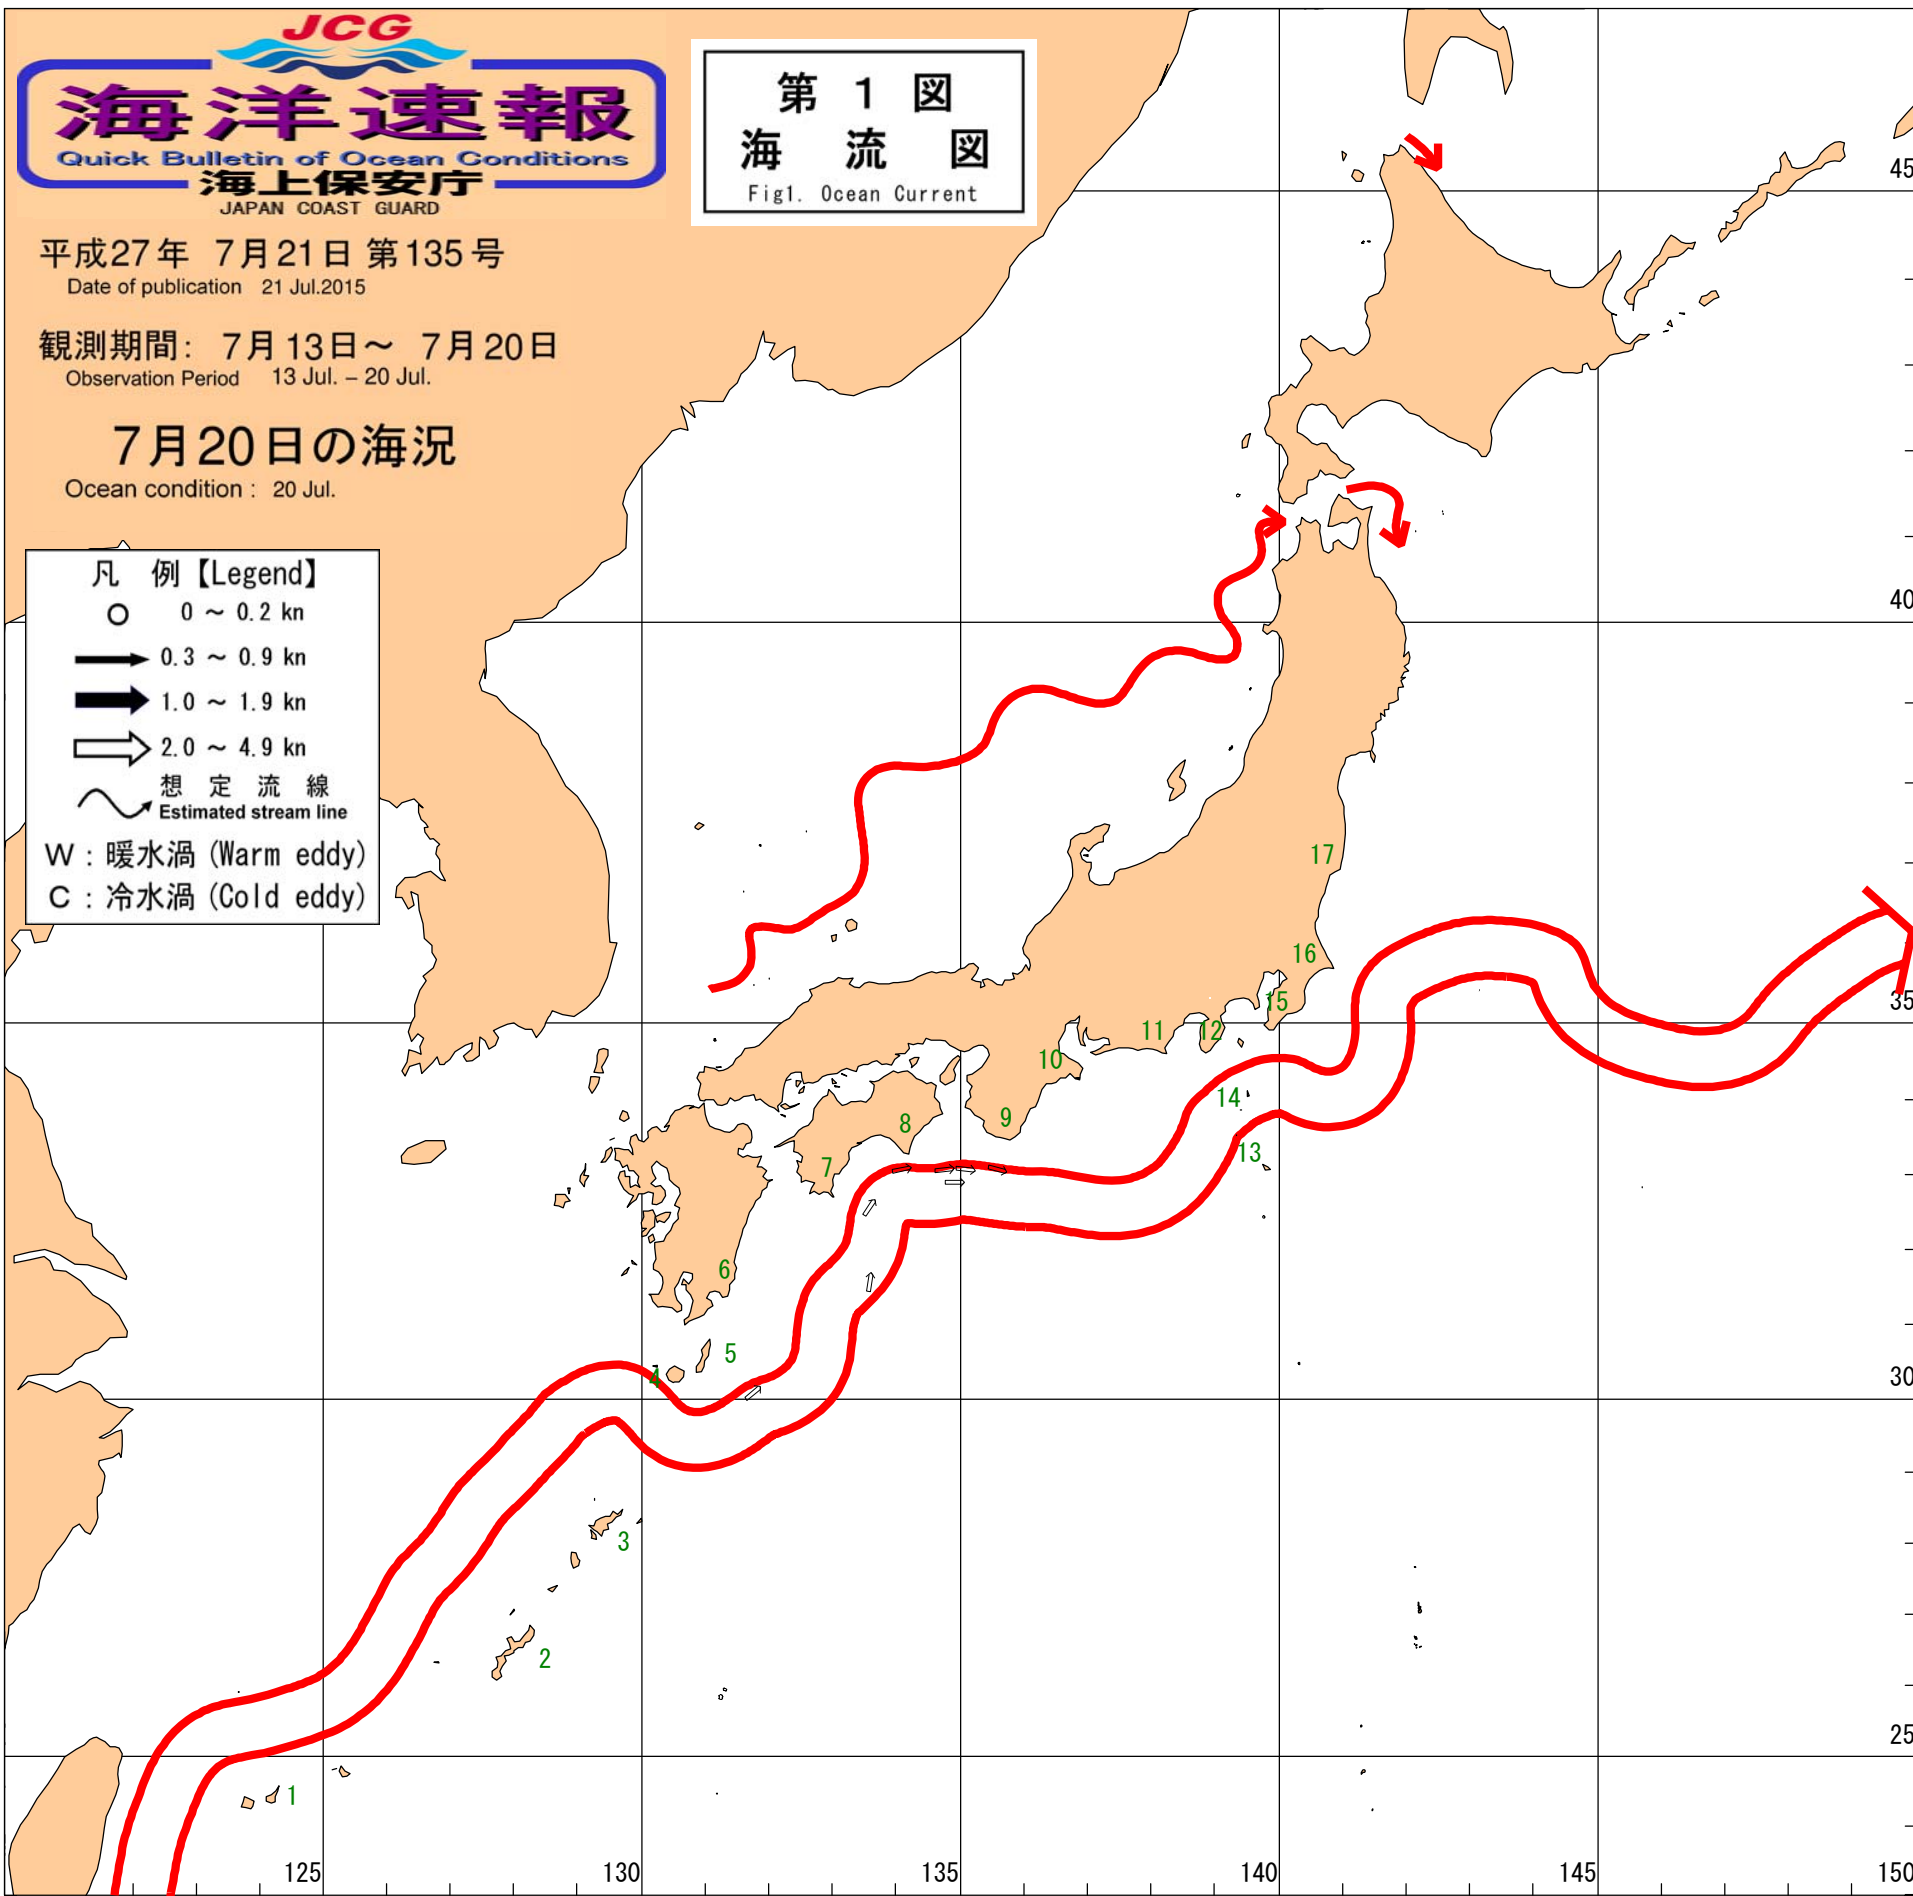 JCG
海洋速報
Quick Bulletin of Ocean Conditions
海上保安庁
JAPAN COAST GUARD
第 1 図
海 流 図
Fig1. Ocean Current
平成27年 7月21日 第135号
Date of publication 21 Jul.2015
観測期間: 7月13日～ 7月20日
Observation Period 13 Jul. – 20 Jul.
7月20日の海況
Ocean condition : 20 Jul.
凡 例【Legend】
0 ～ 0.2 kn
0.3 ～ 0.9 kn
1.0 ～ 1.9 kn
2.0 ～ 4.9 kn
想 定 流 線
Estimated stream line
W : 暖水渦 (Warm eddy)
C : 冷水渦 (Cold eddy)
45
40
17
16
35
15
12
11
10
14
9
8
13
7
6
5
4
30
3
2
25
1
125
130
135
140
145
150